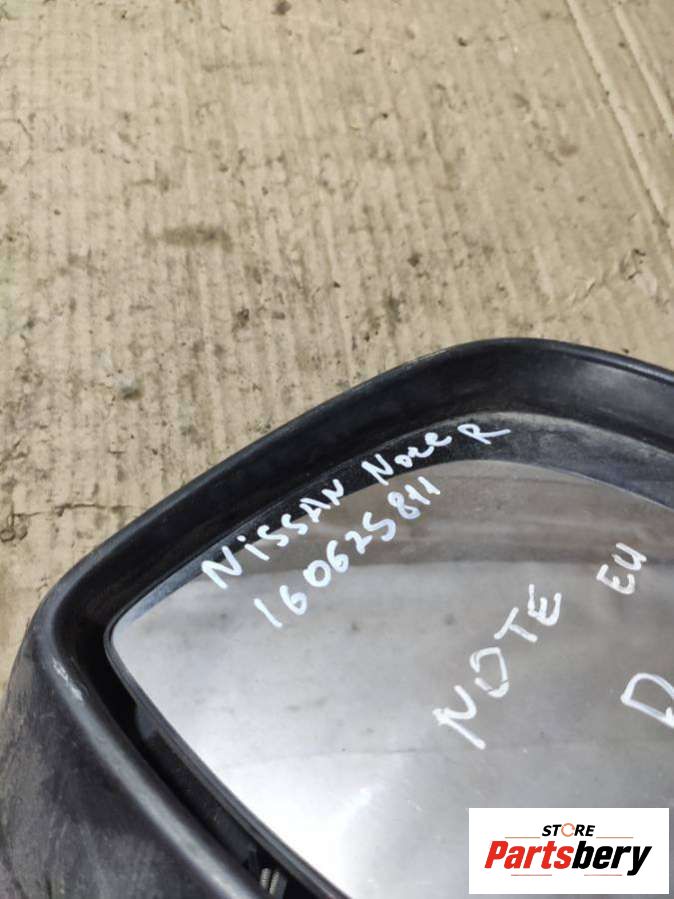 NISSAN Note R
160625811
NOTE EU
STORE
Partsbery